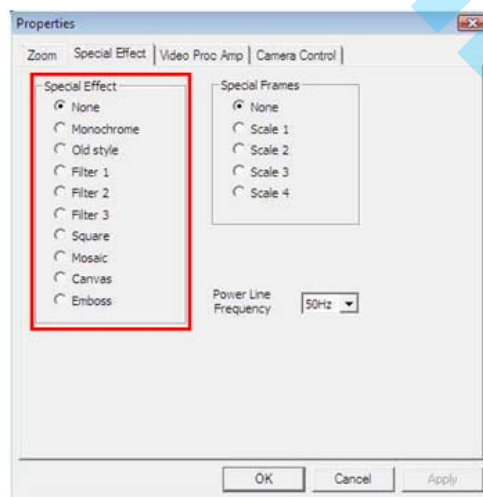 Properties
Zoom Special Effect Video Proc Amp Camera Control
Special Effect
None
Monochrome
Old style
Filter 1
Filter 2
Filter 3
Square
Mosaic
Canvas
Emboss
Special Frames
None
Scale 1
Scale 2
Scale 3
Scale 4
Power Line
Frequency
50Hz
OK Cancel Apply